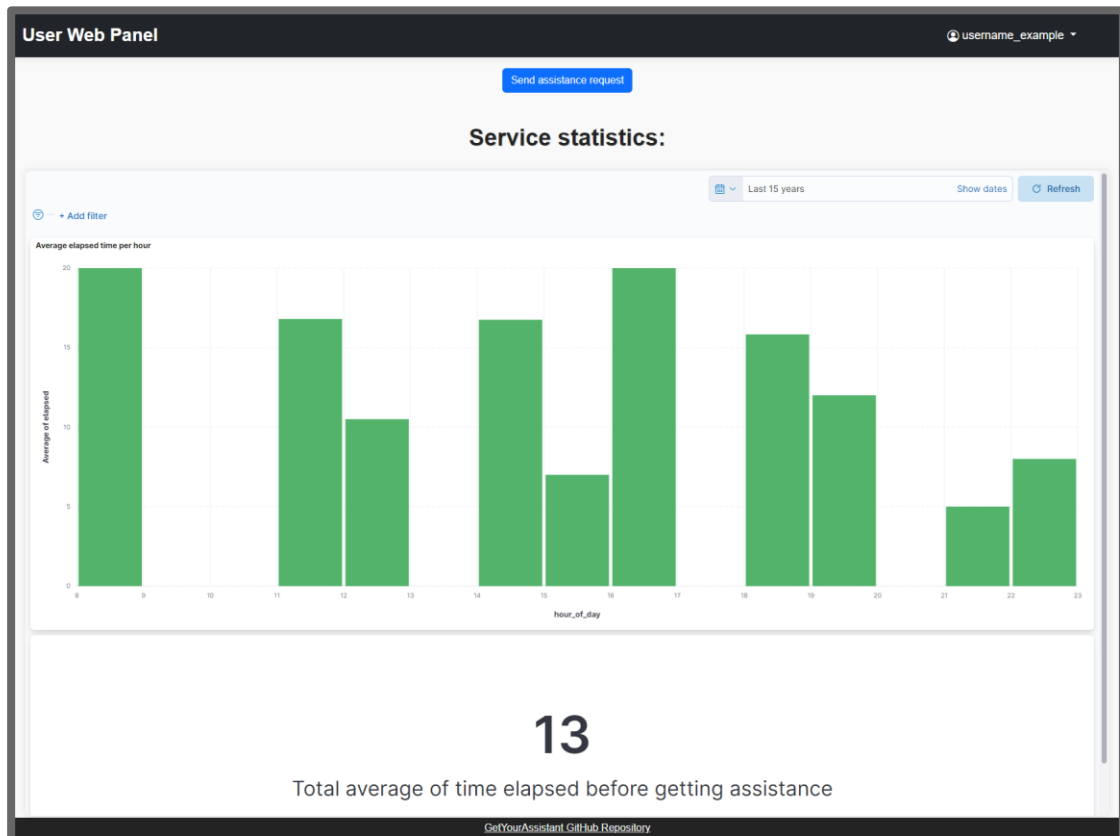 User Web Panel
username_example
Send assistance request
Service statistics:
Last 15 years
Show dates
Refresh
+ Add filter
Average elapsed time per hour
20
15
10
5
0
Average of elapsed
8 9 10 11 12 13 14 15 16 17 18 19 20 21 22 23
hour_of_day
13
Total average of time elapsed before getting assistance
GetYourAssistant GitHub Repository